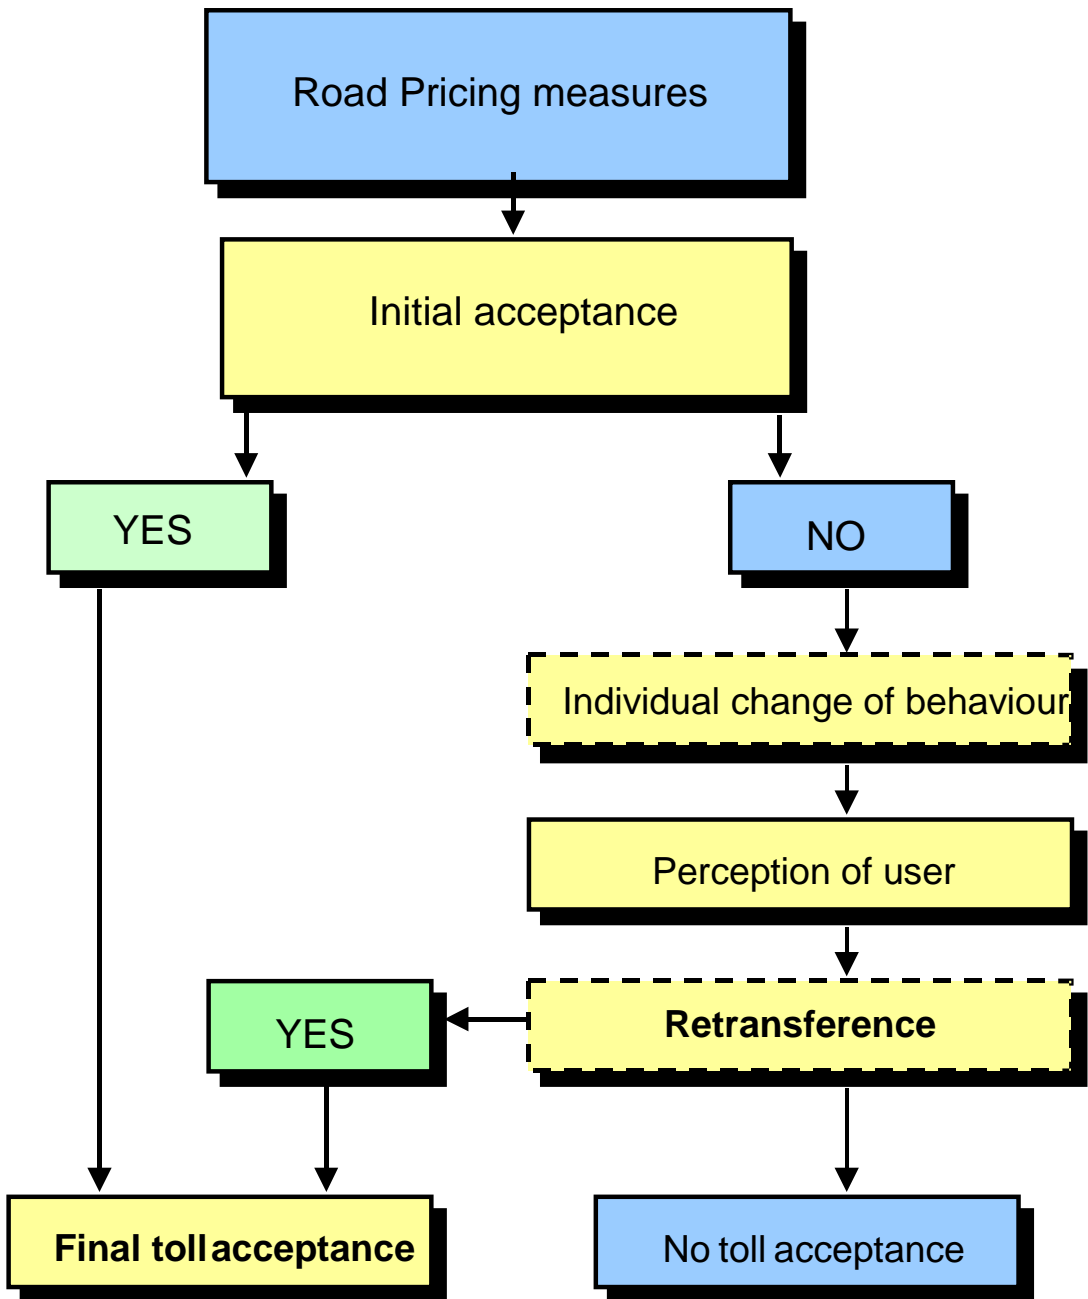 Road Pricing measures
Initial acceptance
YES
NO
Individual change of behaviour
Perception of user
YES
Retransference
Final toll acceptance
No toll acceptance